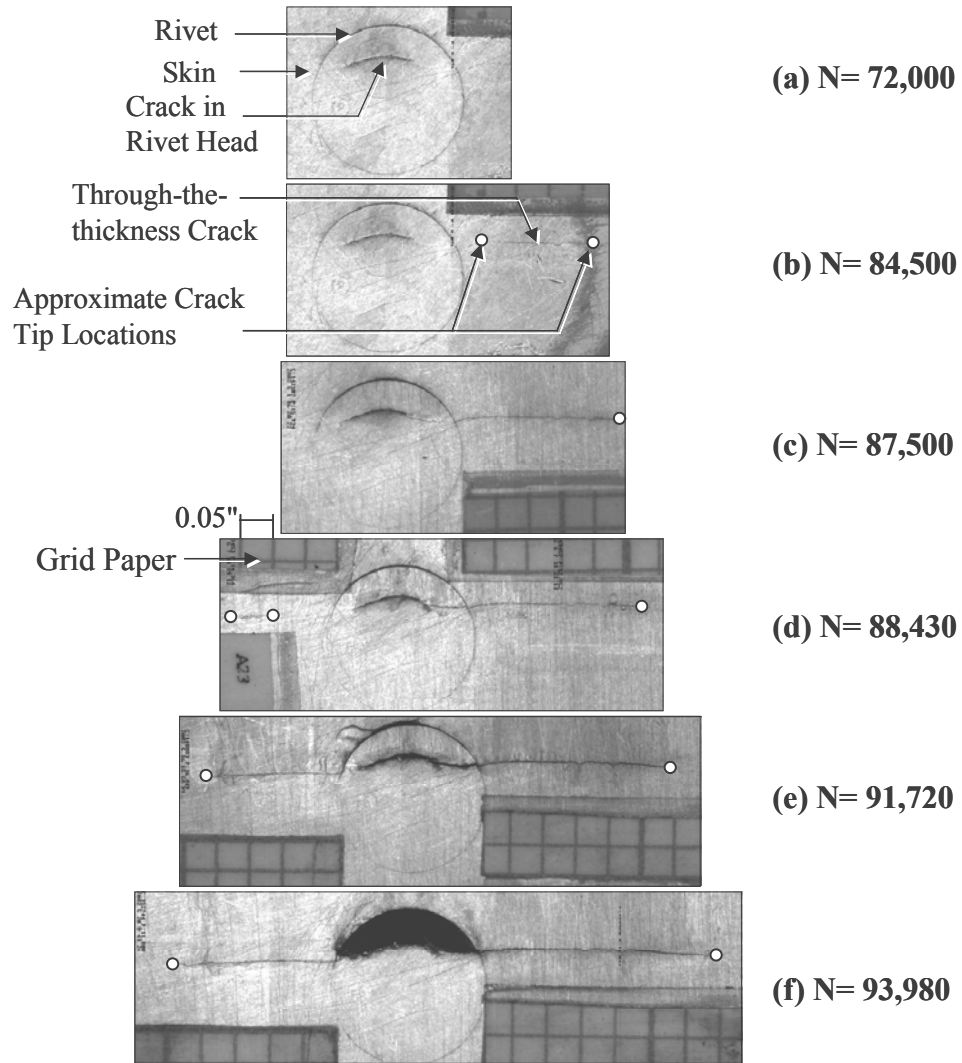 Rivet
Skin
Crack in
Rivet Head
(a) N= 72,000
Through-the-
thickness Crack
Approximate Crack
Tip Locations
(b) N= 84,500
(c) N= 87,500
0.05"
Grid Paper
A23
(d) N= 88,430
(e) N= 91,720
(f) N= 93,980